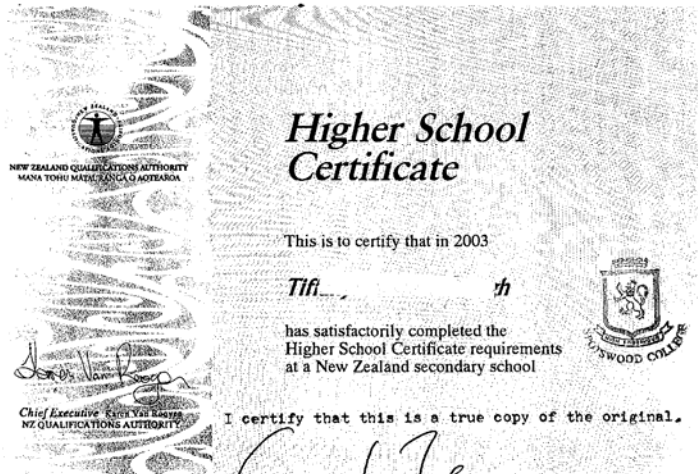 Higher School
Certificate
NEW ZEALAND QUALIFICATIONS AUTHORITY
MANA TOHU MATAURANGA O AOTEAROA
This is to certify that in 2003
has satisfactorily completed the
Higher School Certificate requirements
at a New Zealand secondary school
COLLEGE
Chief Executive Karen Van Rooyen
NZ QUALIFICATIONS AUTHORITY
I certify that this is a true copy of the original.